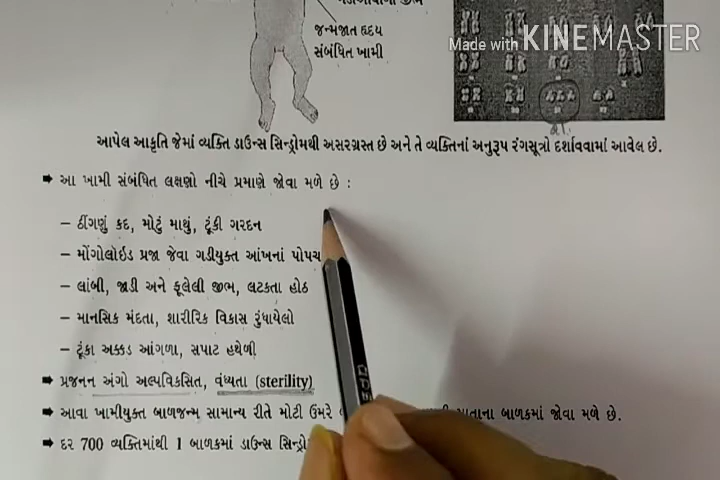 જન્મજાત હૃદય
સંબંધિત ખામી
Made with KINEMASTER
આપેલ આકૃતિ જેમાં વ્યક્તિ ડાઉન્સ સિન્ડ્રોમથી અસરગ્રસ્ત છે અને તે વ્યક્તિનાં અનુરૂપ રંગસૂત્રો દર્શાવવામાં આવેલ છે.
➡ આ ખામી સંબંધિત લક્ષણો નીચે પ્રમાણે જોવા મળે છે :
– ઠીંગણું કદ, મોટું માથું, ટૂંકી ગરદન
– મોંગોલોઇડ પ્રજા જેવા ગડીયુક્ત આંખનાં પોપચ
– લાંબી, જાડી અને ફૂલેલી જીભ, લટકતા હોઠ
– માનસિક મંદતા, શારીરિક વિકાસ રુંધાયેલો
– ટૂંકા અક્કડ આંગળા, સપાટ હથેળી
➡ પ્રજનન અંગો અલ્પવિકસિત, વંધ્યતા (sterility)
➡ આવા ખામીયુક્ત બાળજન્મ સામાન્ય રીતે મોટી ઉંમરે માતાના બાળકમાં જોવા મળે છે.
➡ દર 700 વ્યક્તિમાંથી 1 બાળકમાં ડાઉન્સ